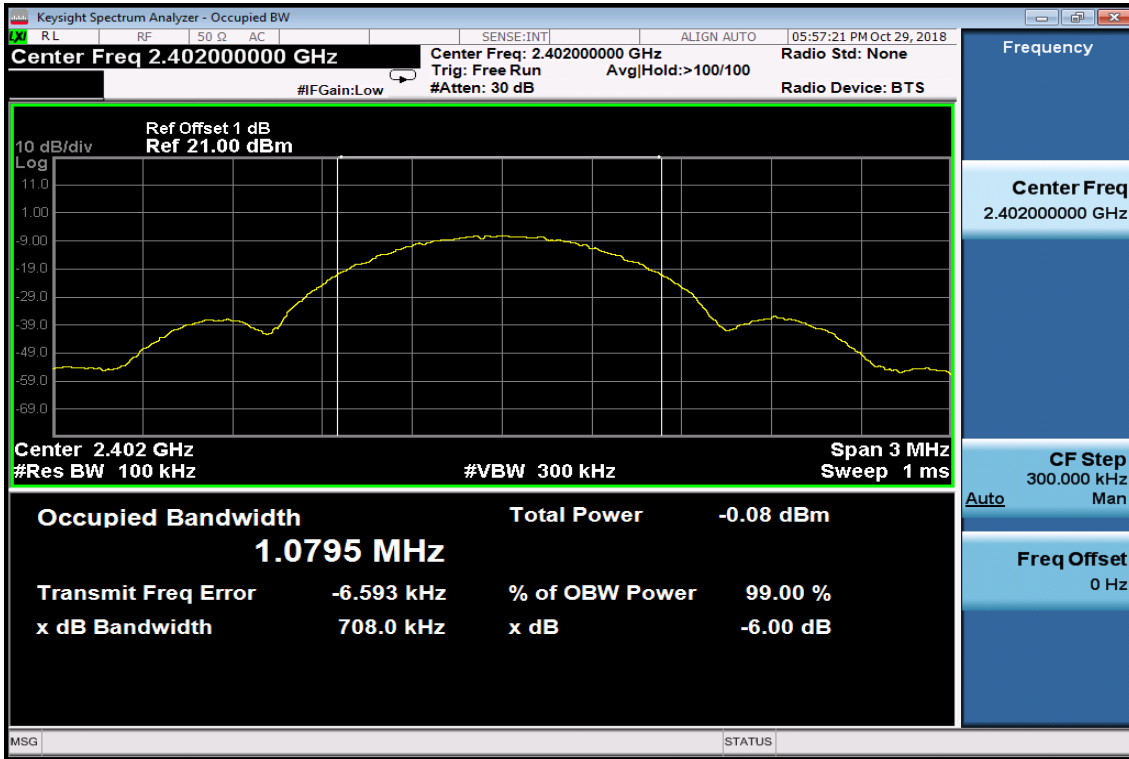 Keysight Spectrum Analyzer - Occupied BW
LXI RL RF 50 Ω AC SENSE:INT ALIGN AUTO 05:57:21 PM Oct 29, 2018
Center Freq 2.402000000 GHz
Center Freq: 2.402000000 GHz Radio Std: None
Trig: Free Run Avg|Hold:>100/100
#IFGain:Low #Atten: 30 dB Radio Device: BTS
Ref Offset 1 dB
10 dB/div Ref 21.00 dBm
Log
11.0
1.00
-9.00
-19.0
-29.0
-39.0
-49.0
-59.0
-69.0
Center 2.402 GHz Span 3 MHz
#Res BW 100 kHz #VBW 300 kHz Sweep 1 ms
Occupied Bandwidth Total Power -0.08 dBm
1.0795 MHz
Transmit Freq Error -6.593 kHz % of OBW Power 99.00 %
x dB Bandwidth 708.0 kHz x dB -6.00 dB
MSG STATUS
Frequency
Center Freq
2.402000000 GHz
CF Step
300.000 kHz
Auto Man
Freq Offset
0 Hz